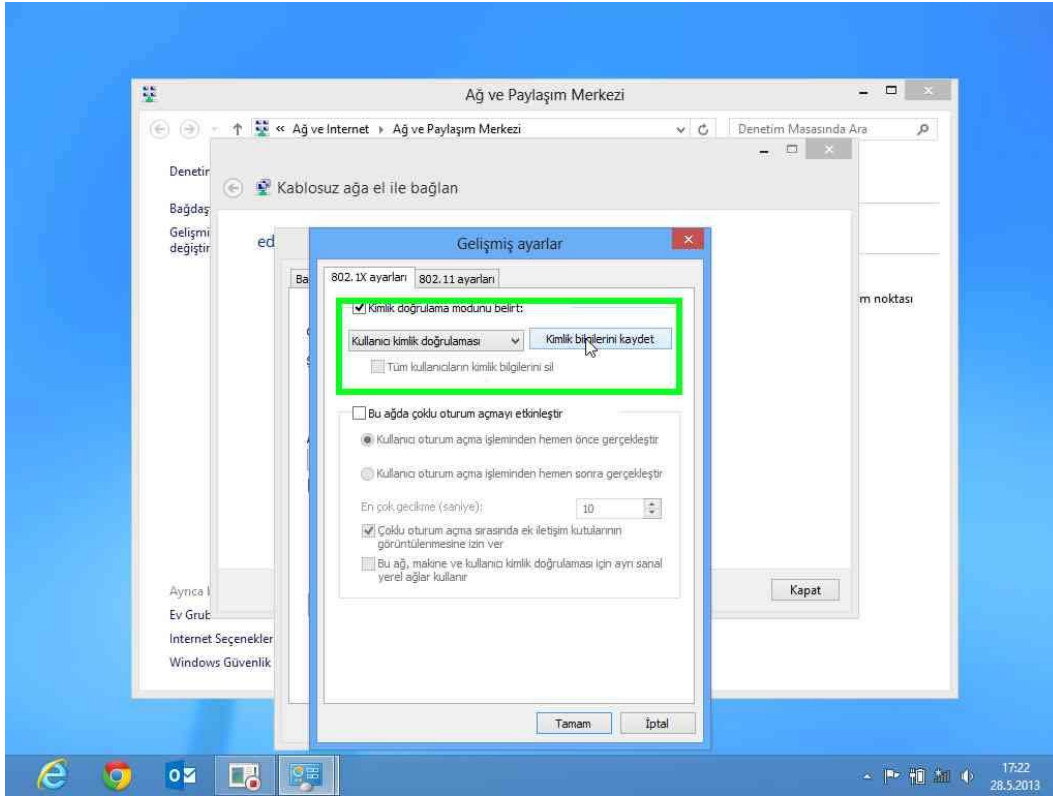 Ağ ve Paylaşım Merkezi
« Ağ ve Internet ▸ Ağ ve Paylaşım Merkezi
Denetim Masasında Ara
Kablosuz ağa el ile bağlan
Gelişmiş ayarlar
802.1X ayarları
802.11 ayarları
Kimlik doğrulama modunu belirt:
Kullanıcı kimlik doğrulaması
Kimlik bilgilerini kaydet
Tüm kullanıcıların kimlik bilgilerini sil
Bu ağda çoklu oturum açmayı etkinleştir
Kullanıcı oturum açma işleminden hemen önce gerçekleştir
Kullanıcı oturum açma işleminden hemen sonra gerçekleştir
En çok gecikme (saniye):
10
Çoklu oturum açma sırasında ek iletişim kutularının
görüntülenmesine izin ver
Bu ağ, makine ve kullanıcı kimlik doğrulaması için ayrı sanal
yerel ağlar kullanır
Tamam
İptal
Denetim
Bağdaş
Gelişmi
değiştir
ed
Ba
m noktası
Ayrıca
Ev Grub
Internet Seçenekler
Windows Güvenlik
Kapat
17:22
28.5.2013